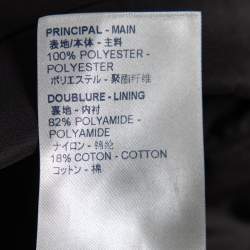 PRINCIPAL - MAIN
表地/本体 - 主料
100% POLYESTER -
POLYESTER
ポリエステル - 聚酯纤维
DOUBLURE - LINING
裏地 - 内衬
82% POLYAMIDE -
POLYAMIDE
ナイロン - 锦纶
18% COTON - COTTON
コットン - 棉